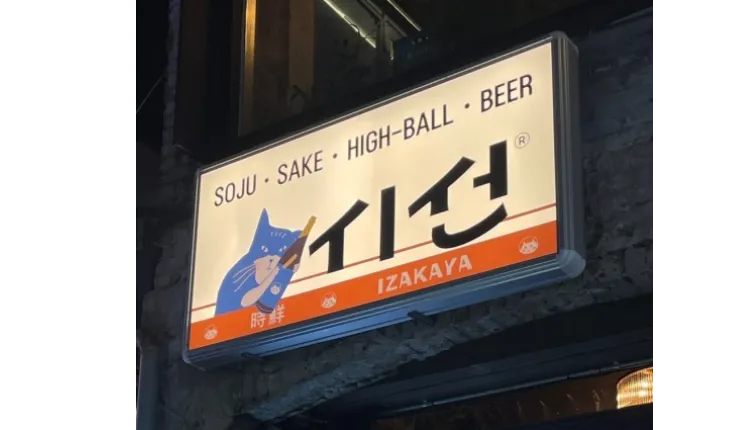 SOJU · SAKE · HIGH-BALL · BEER
시선®
時鮮
IZAKAYA